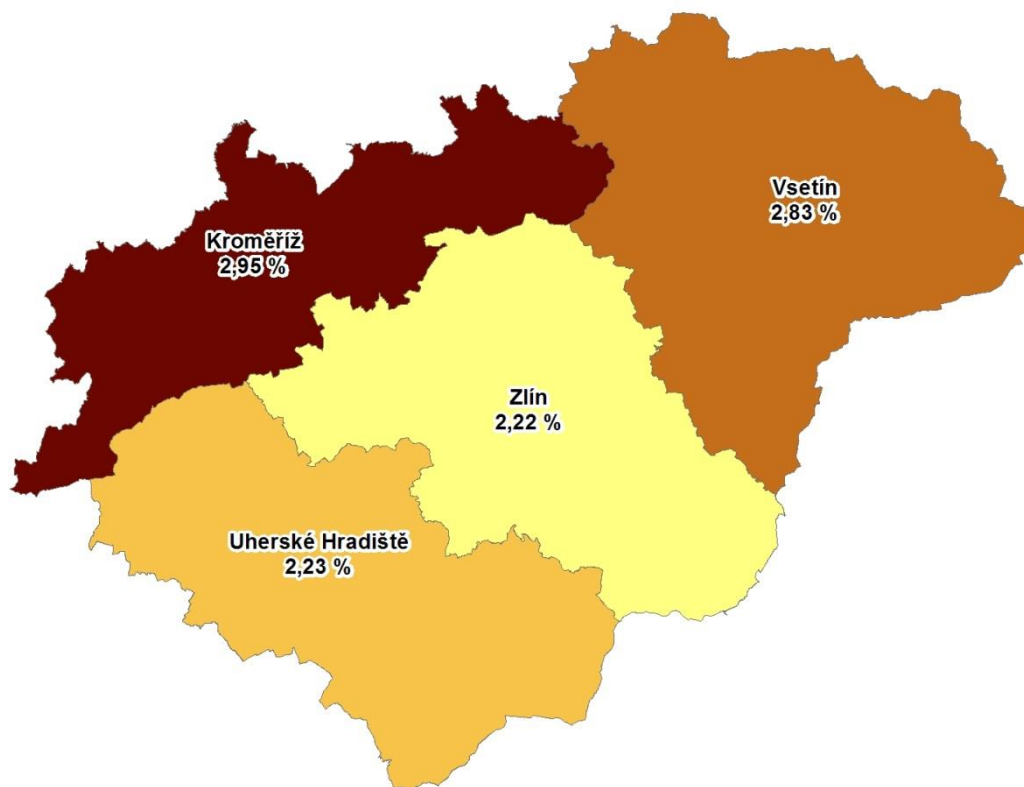 Vsetín
2,83 %
Kroměříž
2,95 %
Zlín
2,22 %
Uherské Hradiště
2,23 %